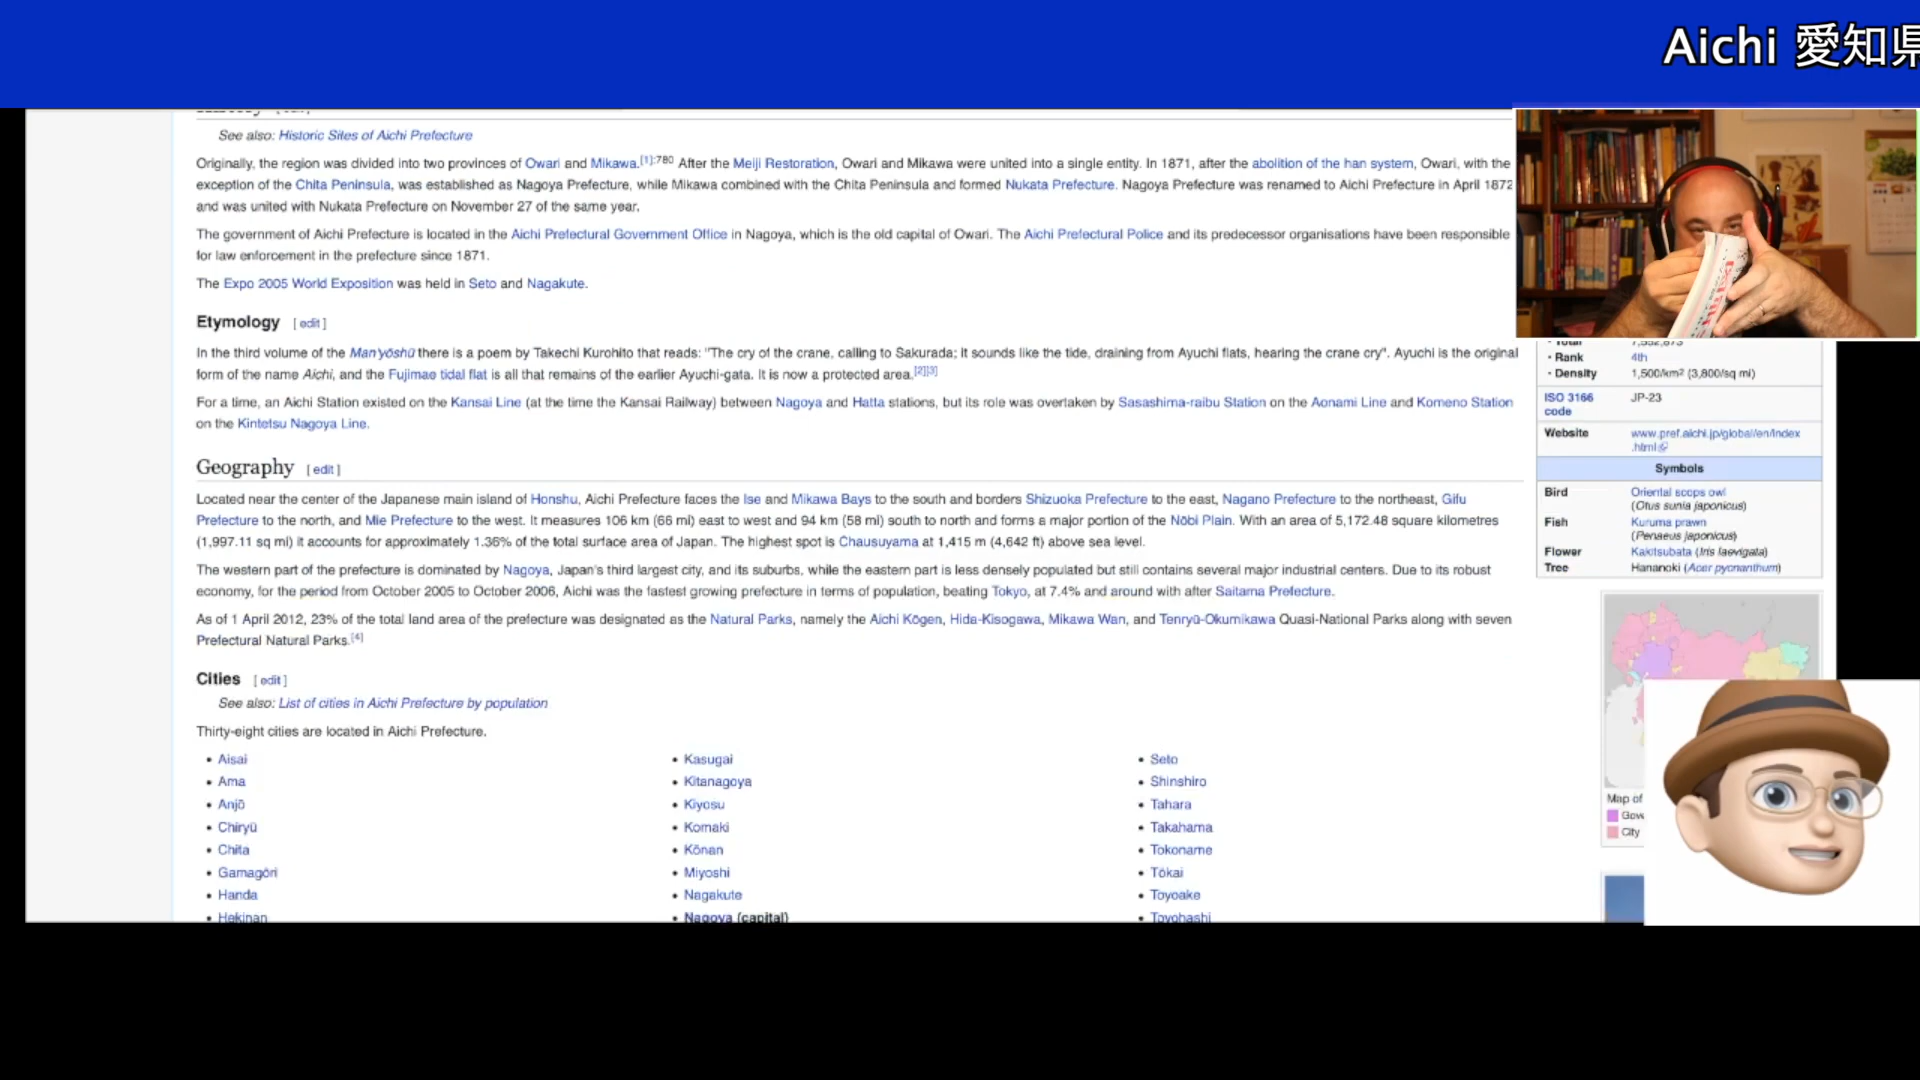 Aichi 愛知県
See also: Historic Sites of Aichi Prefecture
Originally, the region was divided into two provinces of Owari and Mikawa.[1]:780 After the Meiji Restoration, Owari and Mikawa were united into a single entity. In 1871, after the abolition of the han system, Owari, with the
exception of the Chita Peninsula, was established as Nagoya Prefecture, while Mikawa combined with the Chita Peninsula and formed Nukata Prefecture. Nagoya Prefecture was renamed to Aichi Prefecture in April 1872
and was united with Nukata Prefecture on November 27 of the same year.
The government of Aichi Prefecture is located in the Aichi Prefectural Government Office in Nagoya, which is the old capital of Owari. The Aichi Prefectural Police and its predecessor organisations have been responsible
for law enforcement in the prefecture since 1871.
The Expo 2005 World Exposition was held in Seto and Nagakute.
Etymology [ edit ]
In the third volume of the Man'yōshū there is a poem by Takechi Kurohito that reads: "The cry of the crane, calling to Sakurada; it sounds like the tide, draining from Ayuchi flats, hearing the crane cry". Ayuchi is the original
form of the name Aichi, and the Fujimae tidal flat is all that remains of the earlier Ayuchi-gata. It is now a protected area.[2][3]
For a time, an Aichi Station existed on the Kansai Line (at the time the Kansai Railway) between Nagoya and Hatta stations, but its role was overtaken by Sasashima-raibu Station on the Aonami Line and Komeno Station
on the Kintetsu Nagoya Line.
Geography [ edit ]
Located near the center of the Japanese main island of Honshu, Aichi Prefecture faces the Ise and Mikawa Bays to the south and borders Shizuoka Prefecture to the east, Nagano Prefecture to the northeast, Gifu
Prefecture to the north, and Mie Prefecture to the west. It measures 106 km (66 mi) east to west and 94 km (58 mi) south to north and forms a major portion of the Nōbi Plain. With an area of 5,172.48 square kilometres
(1,997.11 sq mi) it accounts for approximately 1.36% of the total surface area of Japan. The highest spot is Chausuyama at 1,415 m (4,642 ft) above sea level.
The western part of the prefecture is dominated by Nagoya, Japan's third largest city, and its suburbs, while the eastern part is less densely populated but still contains several major industrial centers. Due to its robust
economy, for the period from October 2005 to October 2006, Aichi was the fastest growing prefecture in terms of population, beating Tokyo, at 7.4% and around with after Saitama Prefecture.
As of 1 April 2012, 23% of the total land area of the prefecture was designated as the Natural Parks, namely the Aichi Kōgen, Hida-Kisogawa, Mikawa Wan, and Tenryū-Okumikawa Quasi-National Parks along with seven
Prefectural Natural Parks.[4]
Cities [ edit ]
See also: List of cities in Aichi Prefecture by population
Thirty-eight cities are located in Aichi Prefecture.
• Aisai
• Ama
• Anjō
• Chiryū
• Chita
• Gamagōri
• Handa
• Hekinan
• Kasugai
• Kitanagoya
• Kiyosu
• Komaki
• Kōnan
• Miyoshi
• Nagakute
• Nagoya (capital)
• Seto
• Shinshiro
• Tahara
• Takahama
• Tokoname
• Tōkai
• Toyoake
• Toyohashi
• Total
• Rank 4th
• Density 1,500/km² (3,800/sq mi)
ISO 3166 code JP-23
Website www.pref.aichi.jp/global/en/index
.html
Symbols
Bird Oriental scops owl
(Otus sunia japonicus)
Fish Kuruma prawn
(Penaeus japonicus)
Flower Kakitsubata (Iris laevigata)
Tree Hananoki (Acer pycnanthum)
Map of
Gov
City